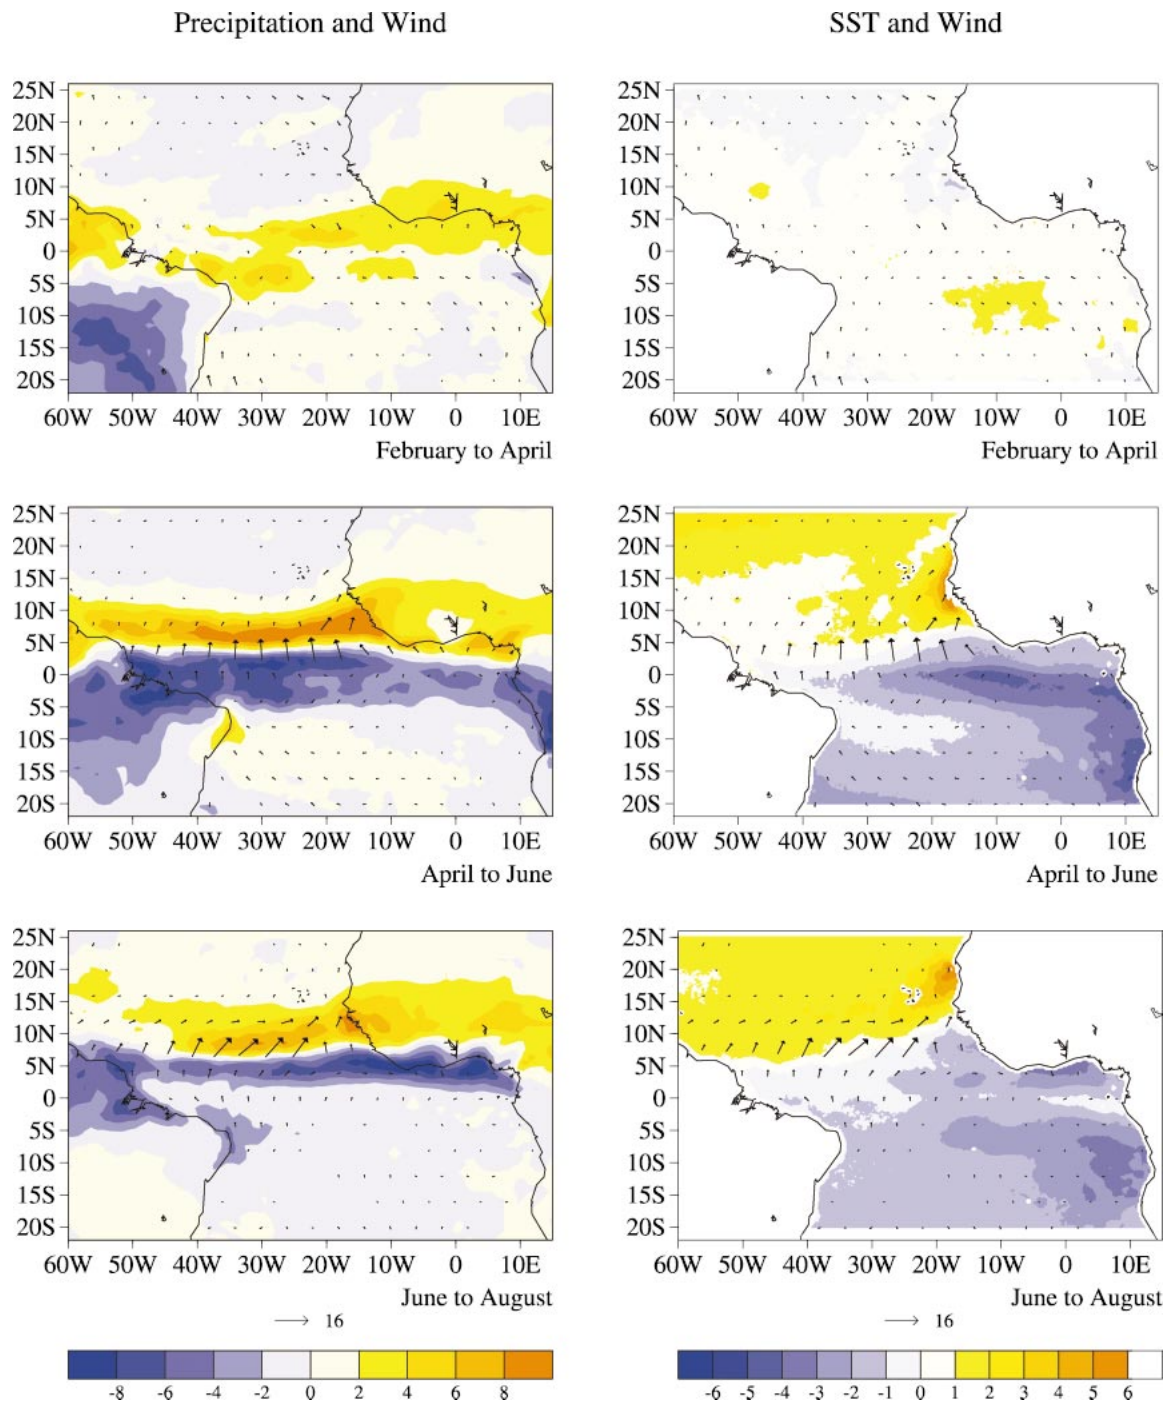 Precipitation and Wind
SST and Wind
25N
20N
15N
10N
5N
0
5S
10S
15S
20S
60W 50W 40W 30W 20W 10W 0 10E
February to April
25N
20N
15N
10N
5N
0
5S
10S
15S
20S
60W 50W 40W 30W 20W 10W 0 10E
February to April
25N
20N
15N
10N
5N
0
5S
10S
15S
20S
60W 50W 40W 30W 20W 10W 0 10E
April to June
25N
20N
15N
10N
5N
0
5S
10S
15S
20S
60W 50W 40W 30W 20W 10W 0 10E
April to June
25N
20N
15N
10N
5N
0
5S
10S
15S
20S
60W 50W 40W 30W 20W 10W 0 10E
June to August
16
25N
20N
15N
10N
5N
0
5S
10S
15S
20S
60W 50W 40W 30W 20W 10W 0 10E
June to August
16
-8 -6 -4 -2 0 2 4 6 8
-6 -5 -4 -3 -2 -1 0 1 2 3 4 5 6